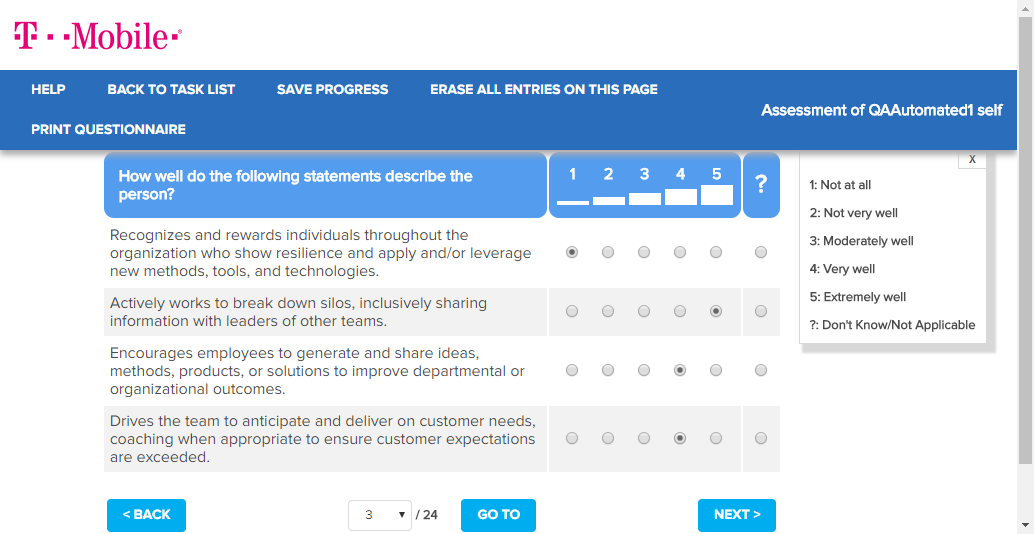 T··Mobile·®
HELP BACK TO TASK LIST SAVE PROGRESS ERASE ALL ENTRIES ON THIS PAGE
PRINT QUESTIONNAIRE
Assessment of QAAutomated1 self
How well do the following statements describe the
person?
1 2 3 4 5 ?
Recognizes and rewards individuals throughout the
organization who show resilience and apply and/or leverage
new methods, tools, and technologies.
Actively works to break down silos, inclusively sharing
information with leaders of other teams.
Encourages employees to generate and share ideas,
methods, products, or solutions to improve departmental or
organizational outcomes.
Drives the team to anticipate and deliver on customer needs,
coaching when appropriate to ensure customer expectations
are exceeded.
X
1: Not at all
2: Not very well
3: Moderately well
4: Very well
5: Extremely well
?: Don't Know/Not Applicable
< BACK
3 / 24
GO TO
NEXT >